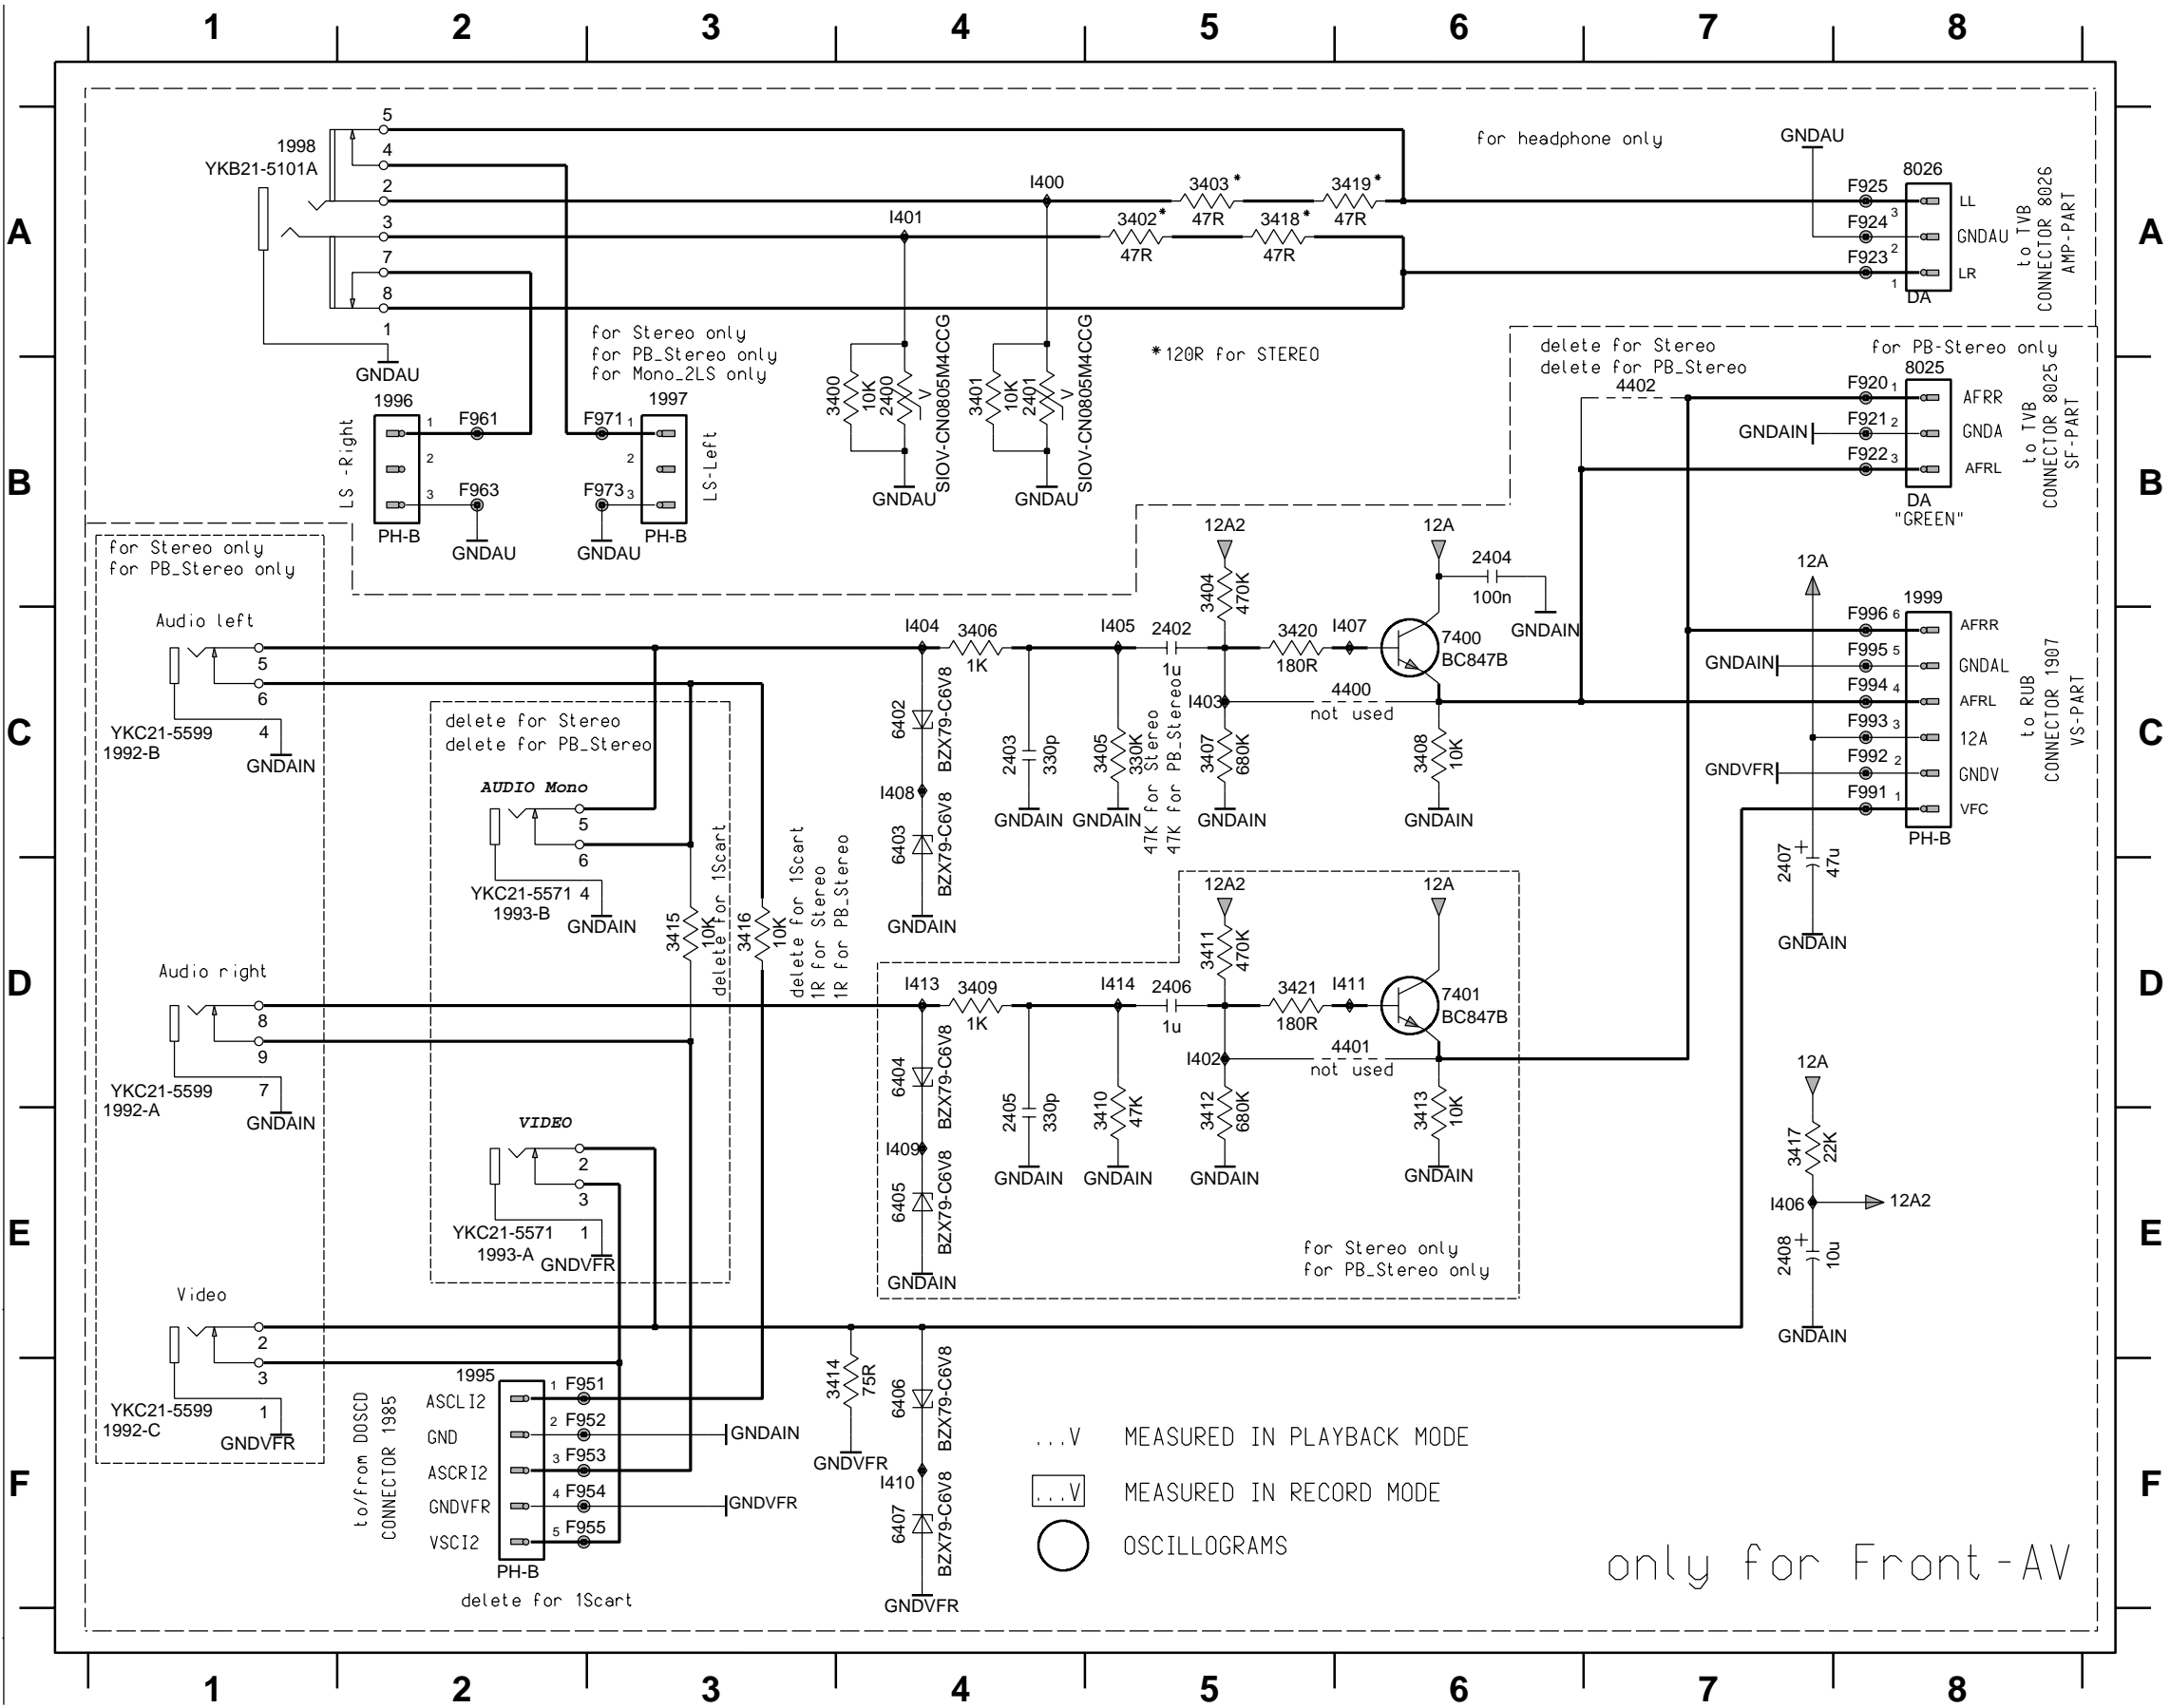 1 2 3 4 5 6 7 8
A
B
C
D
E
F
A
B
C
D
E
F
1998
YKB21-5101A
5
4
2
3
7
8
1
GNDAU
for headphone only
I400
I401
3403 *
47R
3419 *
47R
3402 *
47R
3418 *
47R
GNDAU
F925
F924
F923
8026
3
2
1
LL
GNDAU
LR
DA
to TVB
CONNECTOR 8026
AMP-PART
for Stereo only
for PB_Stereo only
for Mono_2LS only
1996
LS -Right
1
2
3
F961
F963
PH-B
GNDAU
1997
LS-Left
F971 1
2
F973 3
PH-B
GNDAU
3400
10K
2400
V
SIOV-CN0805M4CCG
GNDAU
3401
10K
2401
V
SIOV-CN0805M4CCG
GNDAU
*120R for STEREO
delete for Stereo
delete for PB_Stereo
4402
for PB-Stereo only
8025
F920 1
AFRR
GNDAIN
F921 2
GNDA
F922 3
AFRL
DA
"GREEN"
to TVB
CONNECTOR 8025
SF-PART
for Stereo only
for PB_Stereo only
Audio left
5
6
4
YKC21-5599
1992-B
GNDAIN
Audio right
8
9
7
YKC21-5599
1992-A
GNDAIN
Video
2
3
1
YKC21-5599
1992-C
GNDVFR
delete for Stereo
delete for PB_Stereo
AUDIO Mono
5
6
YKC21-5571 4
1993-B
GNDAIN
VIDEO
2
3
YKC21-5571 1
1993-A
GNDVFR
3415
10K
delete for 1Scart
3416
10K
delete for 1Scart
1R for Stereo
1R for PB_Stereo
I404
3406
1K
I405
2402
1u
12A2
3404
470K
3420
180R
I407
12A
2404
100n
GNDAIN
7400
BC847B
I403
4400
not used
6402
BZX79-C6V8
I408
6403
BZX79-C6V8
GNDAIN
2403
330p
GNDAIN
3405
330K
47K for Stereo
47K for PB_Stereo
GNDAIN
3407
680K
GNDAIN
3408
10K
GNDAIN
12A
1999
F996 6
AFRR
GNDAIN
F995 5
GNDAL
F994 4
AFRL
F993 3
12A
GNDVFR
F992 2
GNDV
F991 1
VFC
PH-B
to RUB
CONNECTOR 1907
VS-PART
2407
+
47u
GNDAIN
I413
3409
1K
I414
2406
1u
12A2
3411
470K
3421
180R
I411
12A
7401
BC847B
I402
4401
not used
6404
BZX79-C6V8
I409
6405
BZX79-C6V8
GNDAIN
2405
330p
GNDAIN
3410
47K
GNDAIN
3412
680K
GNDAIN
3413
10K
GNDAIN
for Stereo only
for PB_Stereo only
12A
3417
22K
I406
12A2
2408
+
10u
GNDAIN
1995
to/from DOSCD
CONNECTOR 1985
ASCLI2
1 F951
GND
2 F952
GNDAIN
ASCRI2
3 F953
GNDVFR
4 F954
GNDVFR
VSCI2
5 F955
PH-B
delete for 1Scart
3414
75R
GNDVFR
6406
BZX79-C6V8
I410
6407
BZX79-C6V8
GNDVFR
...V MEASURED IN PLAYBACK MODE
...V MEASURED IN RECORD MODE
OSCILLOGRAMS
only for Front-AV
1 2 3 4 5 6 7 8